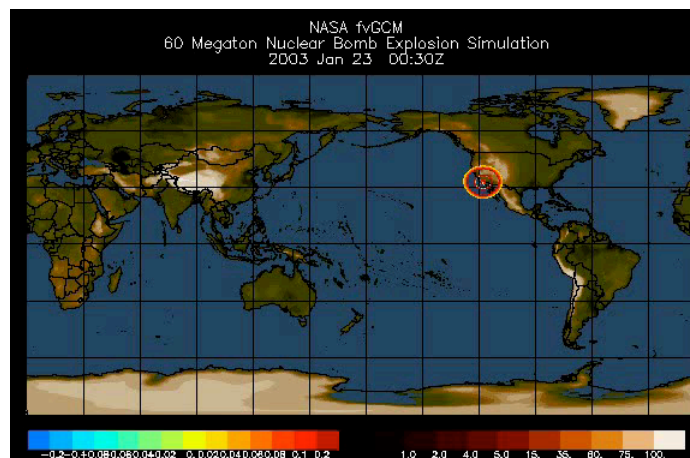 NASA fvGCM
60 Megaton Nuclear Bomb Explosion Simulation
2003 Jan 23 00:30Z
0.1 0.2 1.0 2.0 4.0 5.0 15. 35. 60. 75. 100.